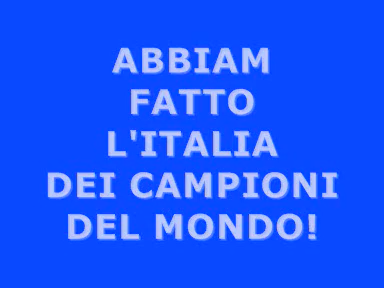 ABBIAM
FATTO
L'ITALIA
DEI CAMPIONI
DEL MONDO!